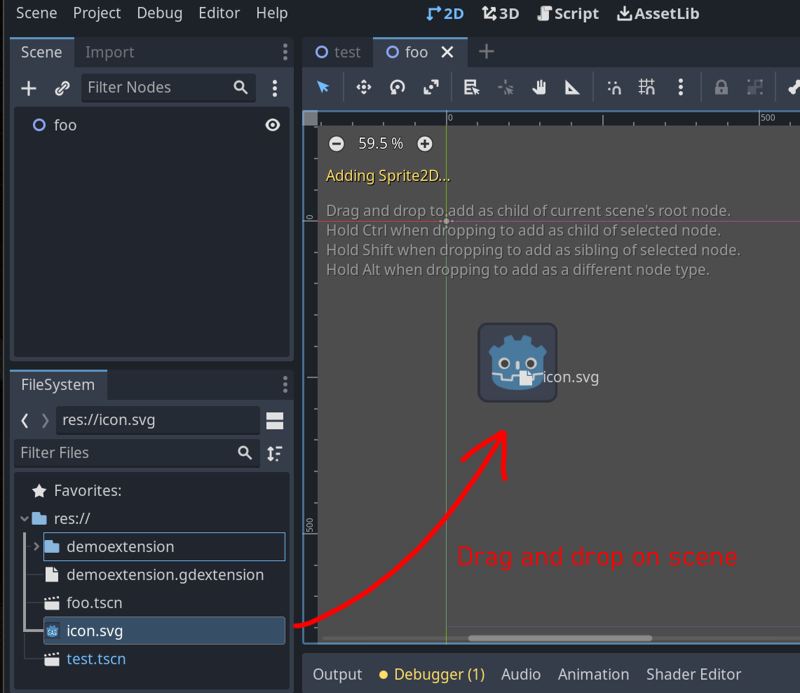 Scene Project Debug Editor Help 2D 3D Script AssetLib
Scene Import
test foo
Filter Nodes
foo
0 500
59.5 %
Adding Sprite2D...
Drag and drop to add as child of current scene's root node.
Hold Ctrl when dropping to add as child of selected node.
Hold Shift when dropping to add as sibling of selected node.
Hold Alt when dropping to add as a different node type.
0
icon.svg
500
Drag and drop on scene
FileSystem
res://icon.svg
Filter Files
Favorites:
res://
demoextension
demoextension.gdextension
foo.tscn
icon.svg
test.tscn
Output Debugger (1) Audio Animation Shader Editor